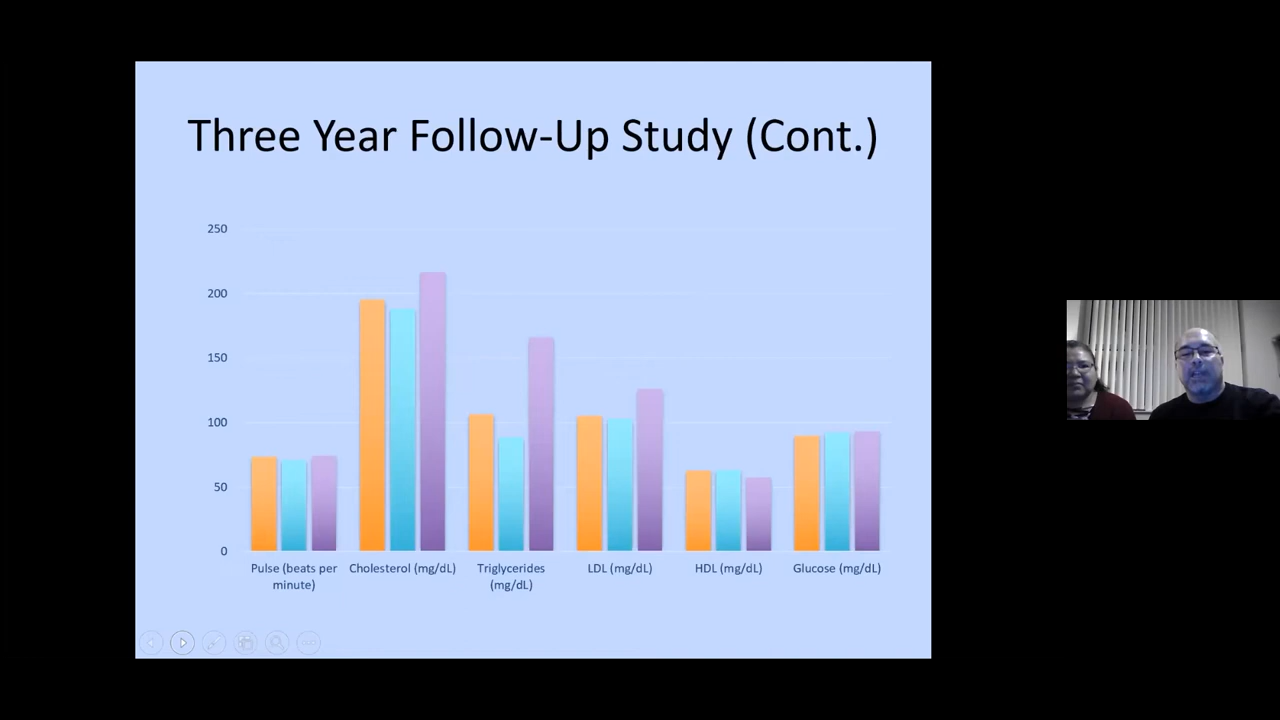 Three Year Follow-Up Study (Cont.)
250
200
150
100
50
0
Pulse (beats per
minute)
Cholesterol (mg/dL)
Triglycerides
(mg/dL)
LDL (mg/dL)
HDL (mg/dL)
Glucose (mg/dL)